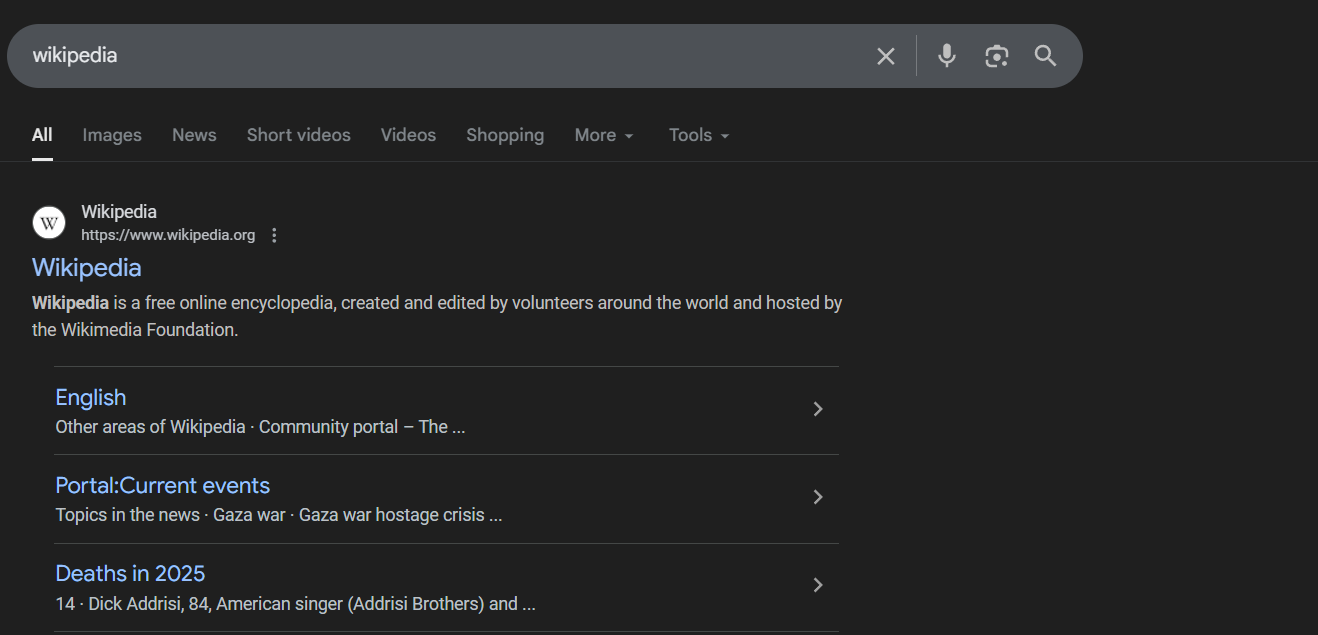 wikipedia
All Images News Short videos Videos Shopping More Tools
W
Wikipedia
https://www.wikipedia.org
Wikipedia
Wikipedia is a free online encyclopedia, created and edited by volunteers around the world and hosted by
the Wikimedia Foundation.
English
Other areas of Wikipedia · Community portal – The ...
Portal:Current events
Topics in the news · Gaza war · Gaza war hostage crisis ...
Deaths in 2025
14 · Dick Addrisi, 84, American singer (Addrisi Brothers) and ...